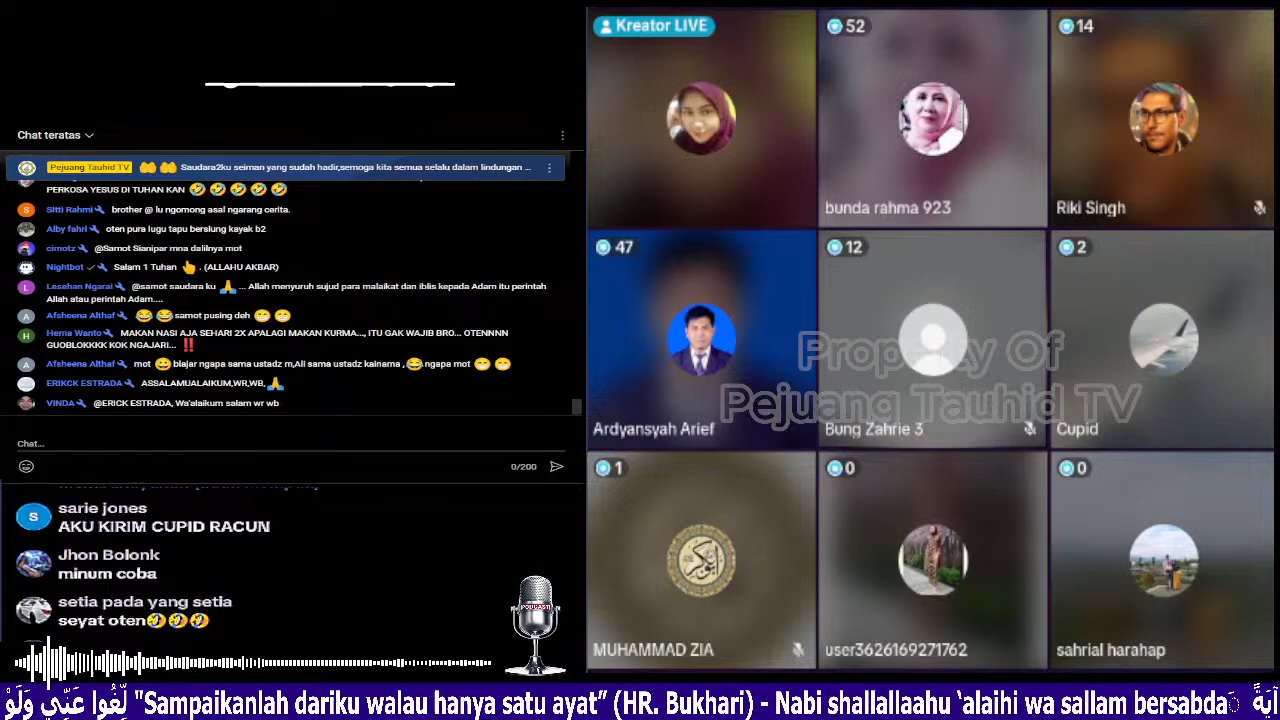 Chat teratas
Pejuang Tauhid TV Saudara2ku seiman yang sudah hadir,semoga kita semua selalu dalam lindungan ...
PERKOSA YESUS DI TUHAN KAN 🤣 🤣 🤣 🤣 🤣
S Sitti Rahmi brother @ lu ngomong asal ngarang cerita.
Alby fahri oten pura lugu tapu bersiung kayak b2
cimotz @Samot Sianipar mna dalilnya mot
Nightbot Salam 1 Tuhan 👆 . (ALLAHU AKBAR)
L Lesehan Ngarai @samot saudara ku 🙏 ... Allah menyuruh sujud para malaikat dan iblis kepada Adam itu perintah
Allah atau perintah Adam....
A Afsheena Althaf 😂 😂 samot pusing deh 😁 😁
H Herna Wanto MAKAN NASI AJA SEHARI 2X APALAGI MAKAN KURMA..., ITU GAK WAJIB BRO... OTENNNNN
GUOBLOKKKK KOK NGAJARI... ‼️
A Afsheena Althaf mot 😀 blajar ngapa sama ustadz m,Ali sama ustadz kainama , 😂 ngapa mot 😁 😁
ERIKCK ESTRADA ASSALAMUALAIKUM,WR,WB, 🙏
VINDA @ERICK ESTRADA, Wa'alaikum salam wr wb
Chat...
0/200
S sarie jones
AKU KIRIM CUPID RACUN
Jhon Bolonk
minum coba
setia pada yang setia
seyat oten🤣🤣🤣
PODCAST
Kreator LIVE
52
bunda rahma 923
14
Riki Singh
47
Ardyansyah Arief
12
Bung Zahrie 3
2
Cupid
Property Of
Pejuang Tauhid TV
1
MUHAMMAD ZIA
0
user3626169271762
0
sahrial harahap
لِّغُوا عَنِّي وَلَوْ "Sampaikanlah dariku walau hanya satu ayat” (HR. Bukhari) - Nabi shallallaahu ‘alaihi wa sallam bersabda آيَةً